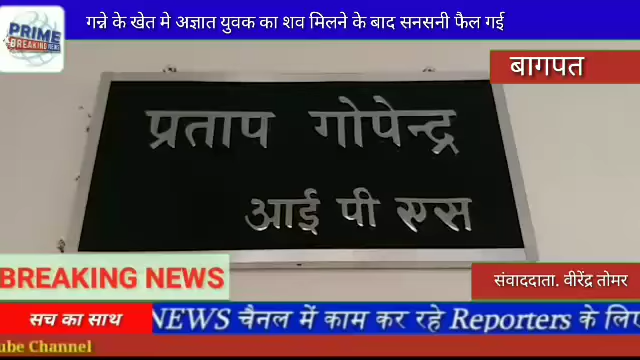 PRIME
BREAKING NEWS
गन्ने के खेत मे अज्ञात युवक का शव मिलने के बाद सनसनी फैल गई
बागपत
प्रताप गोपेन्द्र
आई पी एस
BREAKING NEWS
संवाददाता. वीरेंद्र तोमर
सच का साथ
NEWS चैनल में काम कर रहे Reporters के लिए
ube Channel